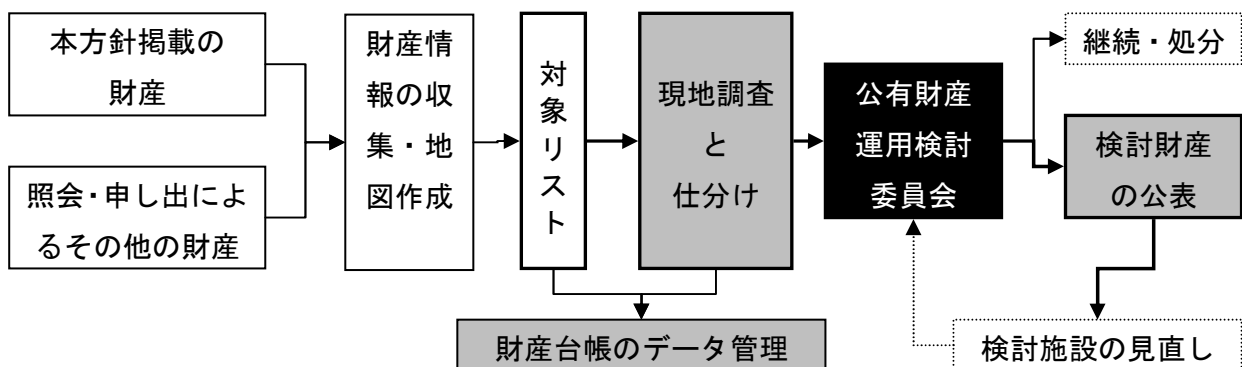 本方針掲載の
財産
照会・申し出によ
るその他の財産
財産情
報の収
集・地
図作成
対象リスト
現地調査
と
仕分け
公有財産
運用検討
委員会
継続・処分
検討財産
の公表
財産台帳のデータ管理
検討施設の見直し